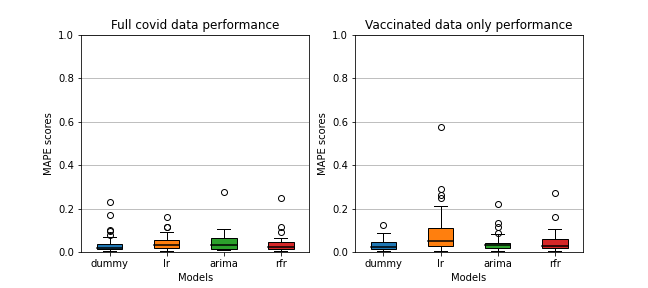 Full covid data performance
1.0
0.8
0.6
0.4
0.2
0.0
MAPE scores
dummy lr arima rfr
Models
Vaccinated data only performance
1.0
0.8
0.6
0.4
0.2
0.0
MAPE scores
dummy lr arima rfr
Models